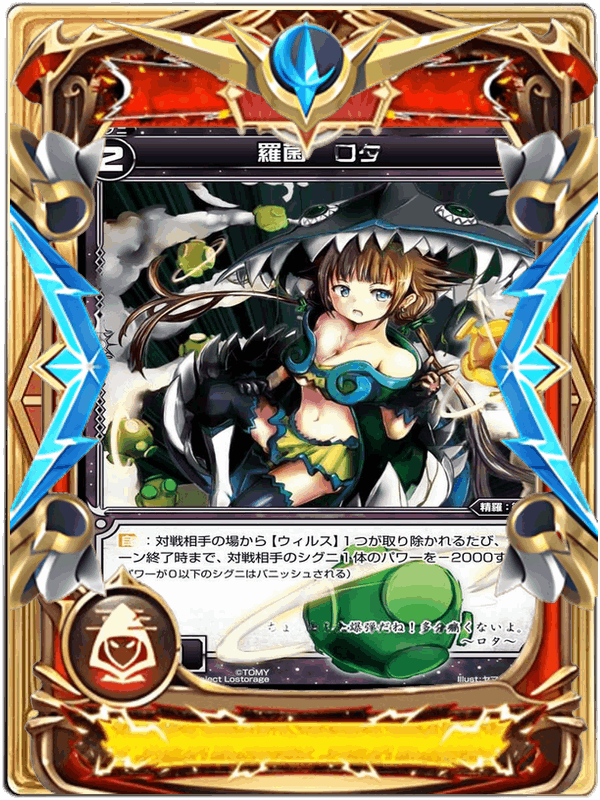 2
羅菌 ロタ
精羅：
：対戦相手の場から【ウィルス】１つが取り除かれるたび、
ーン終了時まで、対戦相手のシグニ１体のパワーを－2000す
パワーが０以下のシグニはバニッシュされる）
ちょ と爆弾だね！多分痛くないよ。
～ロタ～
©TOMY
ject Lostorage
Illust:ヤマ